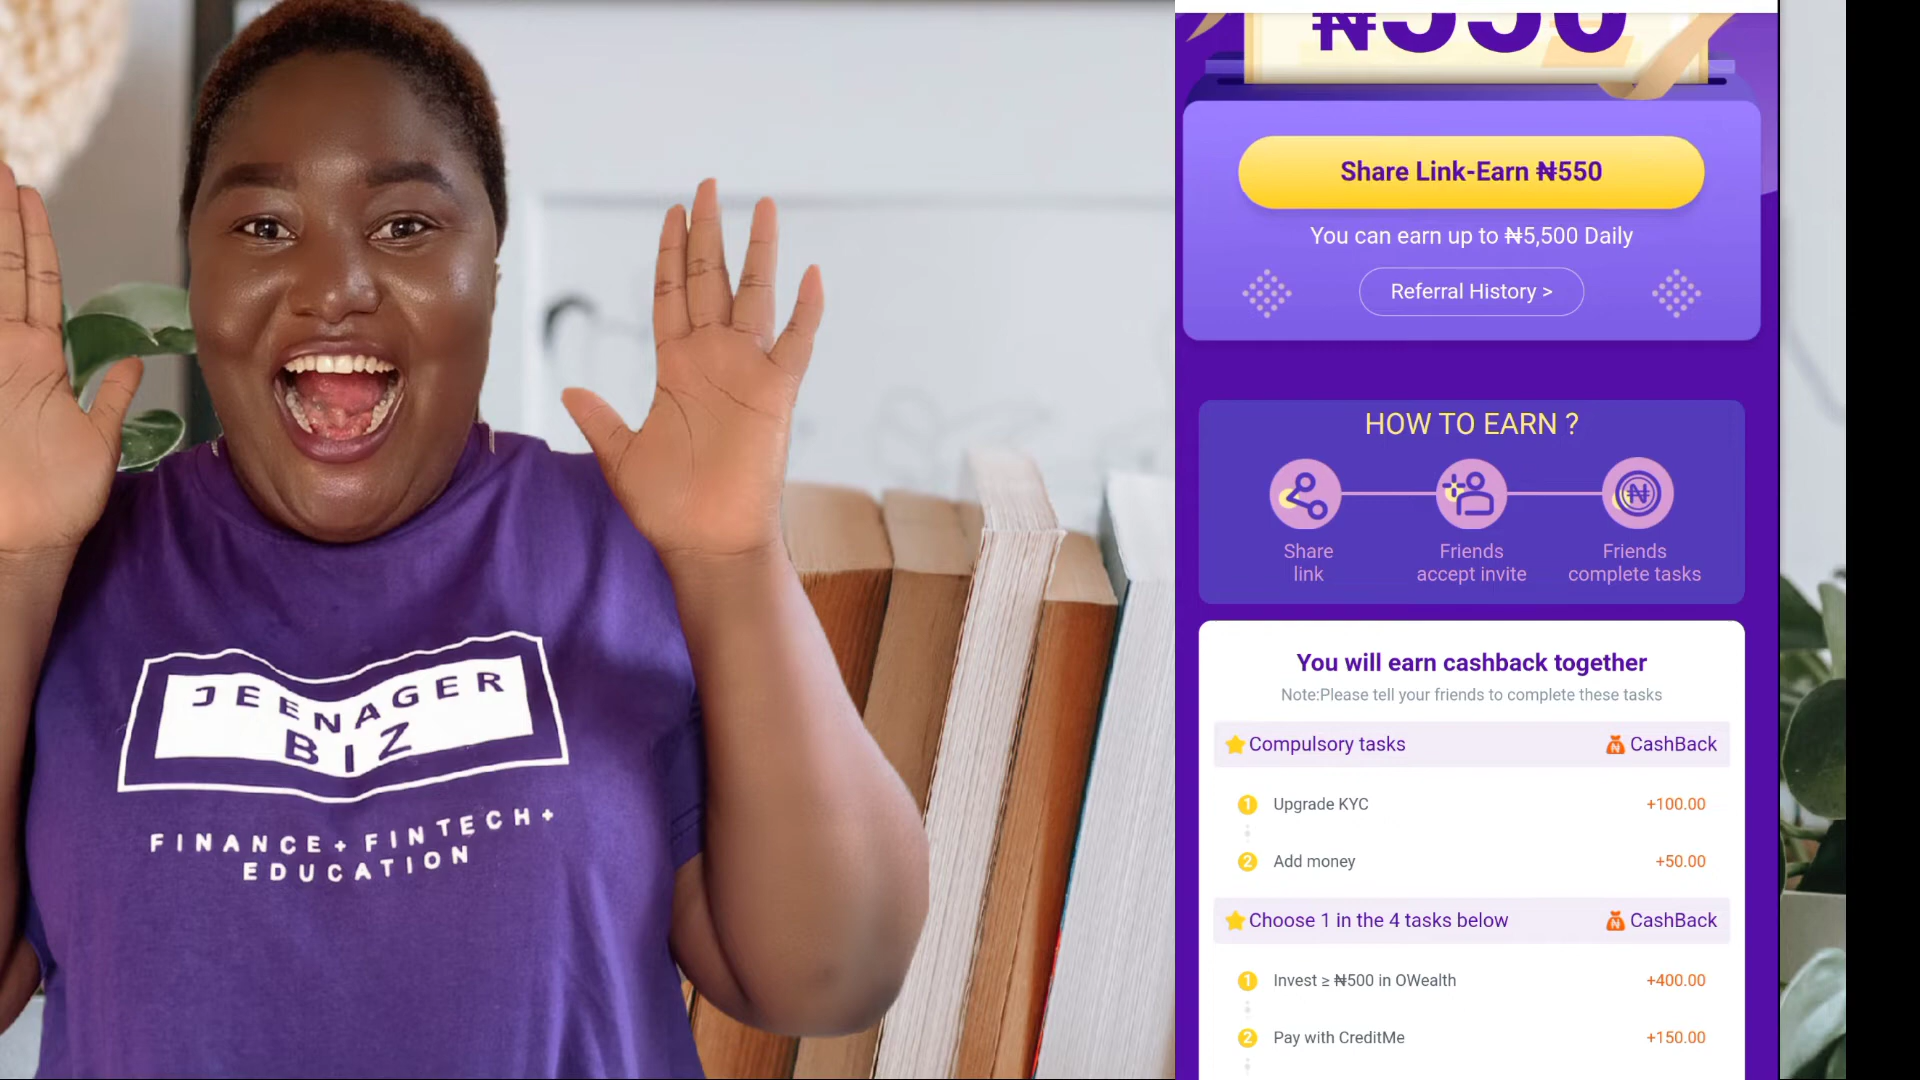 JEENAGER
BIZ
FINANCE + FINTECH +
EDUCATION
₦550
Share Link-Earn ₦550
You can earn up to ₦5,500 Daily
Referral History >
HOW TO EARN ?
Share
link
Friends
accept invite
Friends
complete tasks
You will earn cashback together
Note:Please tell your friends to complete these tasks
Compulsory tasks
CashBack
1 Upgrade KYC +100.00
2 Add money +50.00
Choose 1 in the 4 tasks below
CashBack
1 Invest ≥ ₦500 in OWealth +400.00
2 Pay with CreditMe +150.00